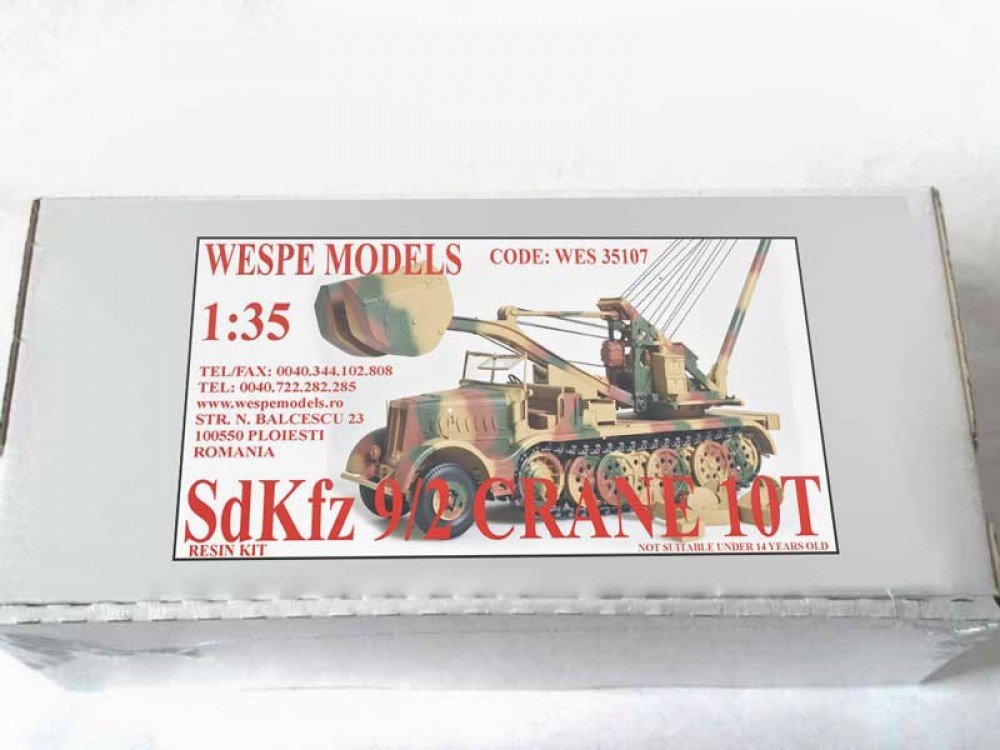 WESPE MODELS
CODE: WES 35107
1:35
TEL/FAX: 0040.344.102.808
TEL: 0040.722.282.285
www.wespemodels.ro
STR. N. BALCESCU 23
100550 PLOIESTI
ROMANIA
SdKfz 9/2 CRANE 10T
RESIN KIT
NOT SUITABLE UNDER 14 YEARS OLD